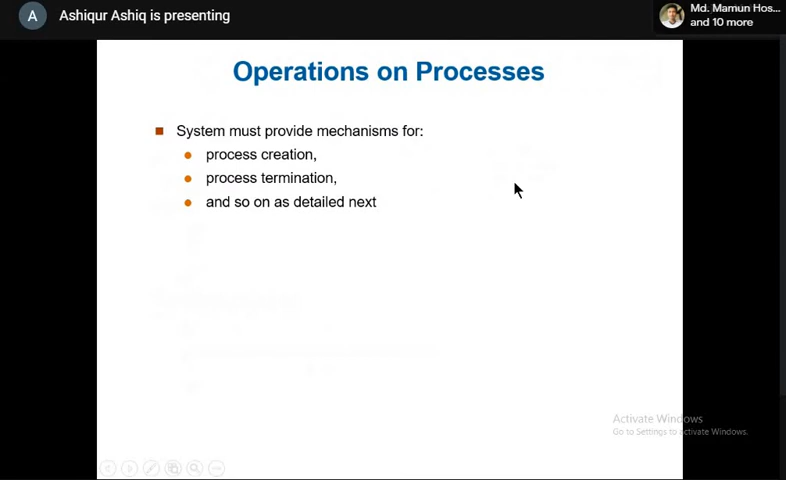 A
Ashiqur Ashiq is presenting
Md. Mamun Hos...
and 10 more
Operations on Processes
System must provide mechanisms for:
process creation,
process termination,
and so on as detailed next
Activate Windows
Go to Settings to activate Windows.